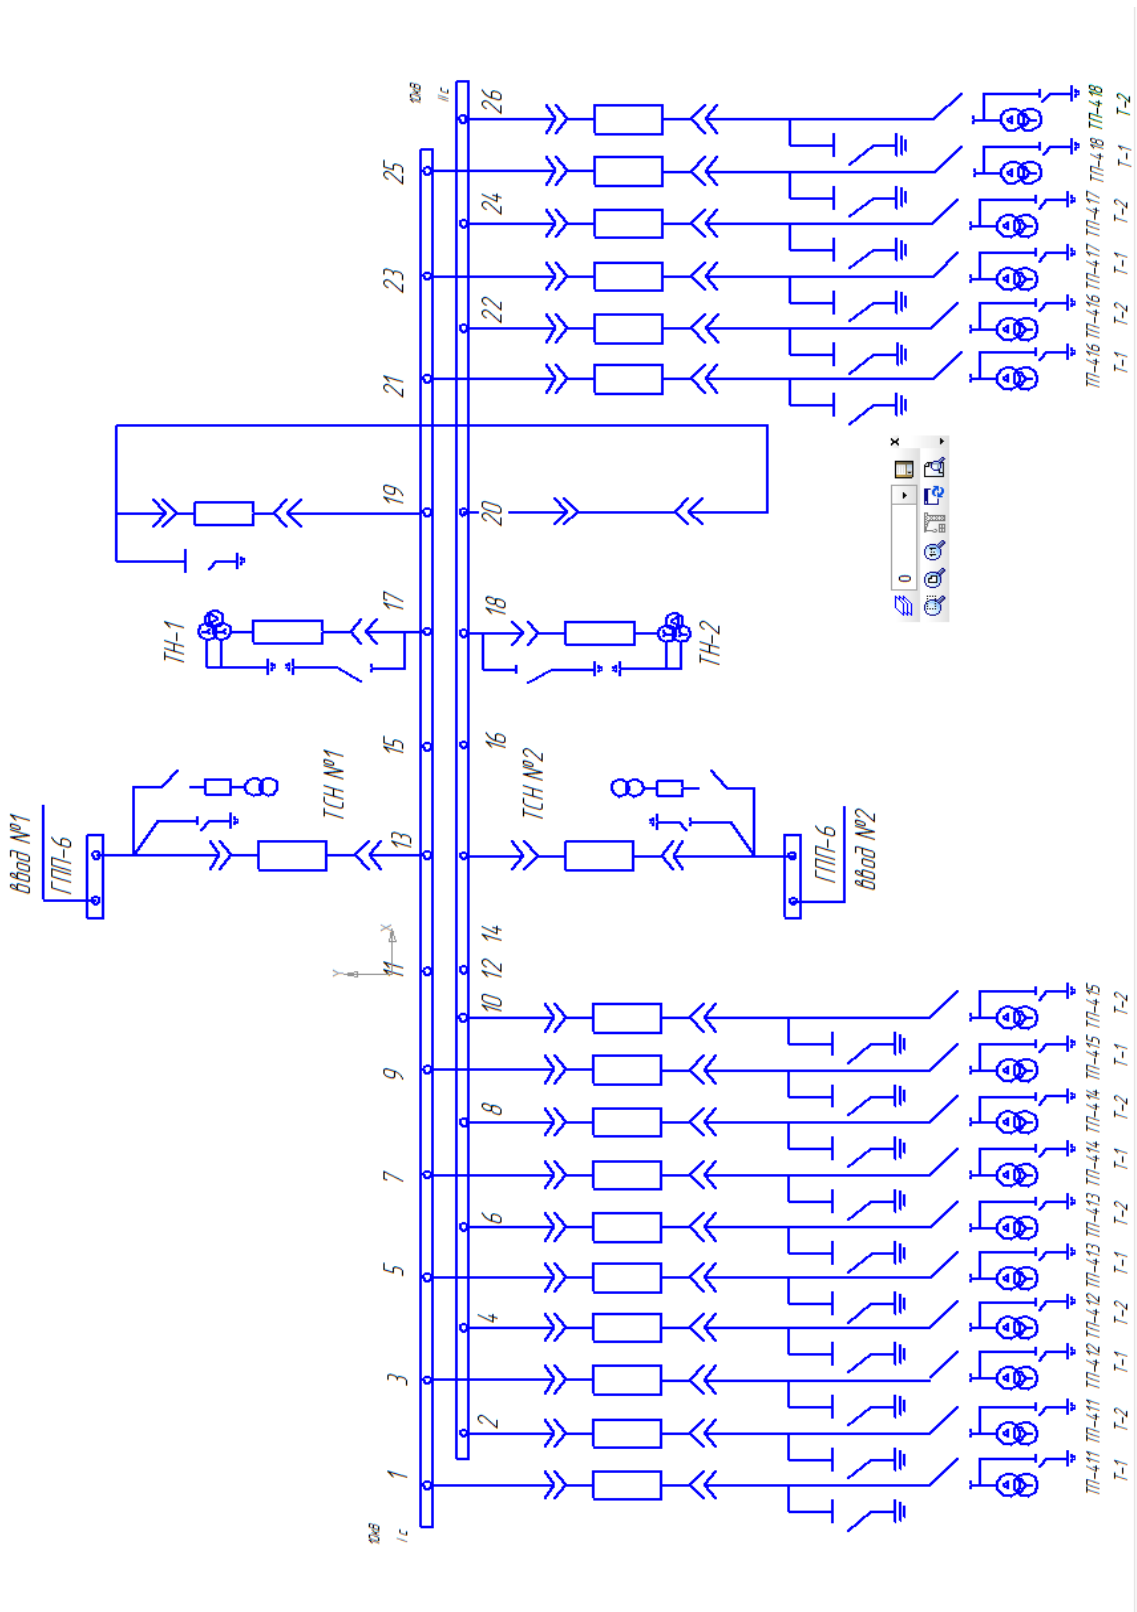 ввод №1
ГПП-6
ТСН №1
ТН-1
10кВ
I с
1
3
5
7
9
11
13
15
17
19
21
23
25
10кВ
II с
2
4
6
8
10
12
14
16
18
20
22
24
26
ТСН №2
ТН-2
ГПП-6
ввод №2
Y
X
0
ТП-411 ТП-411 ТП-412 ТП-412 ТП-413 ТП-413 ТП-414 ТП-414 ТП-415 ТП-415
Т-1 Т-2 Т-1 Т-2 Т-1 Т-2 Т-1 Т-2 Т-1 Т-2
ТП-416 ТП-416 ТП-417 ТП-417 ТП-418 ТП-418
Т-1 Т-2 Т-1 Т-2 Т-1 Т-2